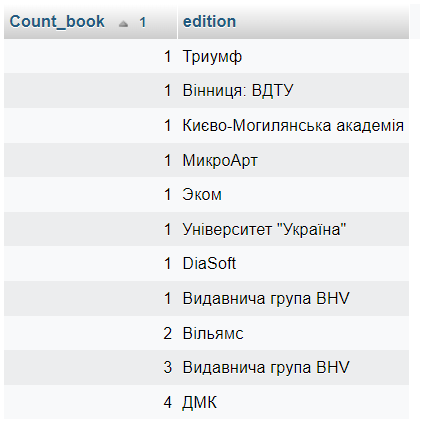 Count_book 1 edition
1 Триумф
1 Вінниця: ВДТУ
1 Києво-Могилянська академія
1 МикроАрт
1 Эком
1 Університет "Україна"
1 DiaSoft
1 Видавнича група BHV
2 Вільямс
3 Видавнича група BHV
4 ДМК